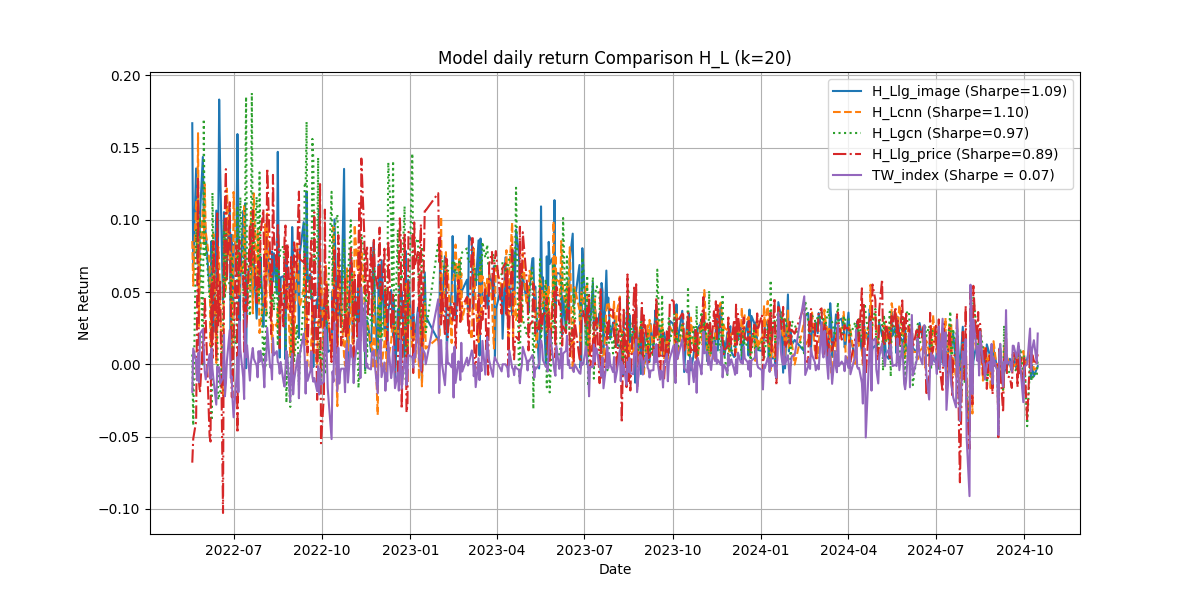 Model daily return Comparison H_L (k=20)
H_Llg_image (Sharpe=1.09)
H_Lcnn (Sharpe=1.10)
H_Lgcn (Sharpe=0.97)
H_Llg_price (Sharpe=0.89)
TW_index (Sharpe = 0.07)
Net Return
0.20
0.15
0.10
0.05
0.00
−0.05
−0.10
2022-07 2022-10 2023-01 2023-04 2023-07 2023-10 2024-01 2024-04 2024-07 2024-10
Date